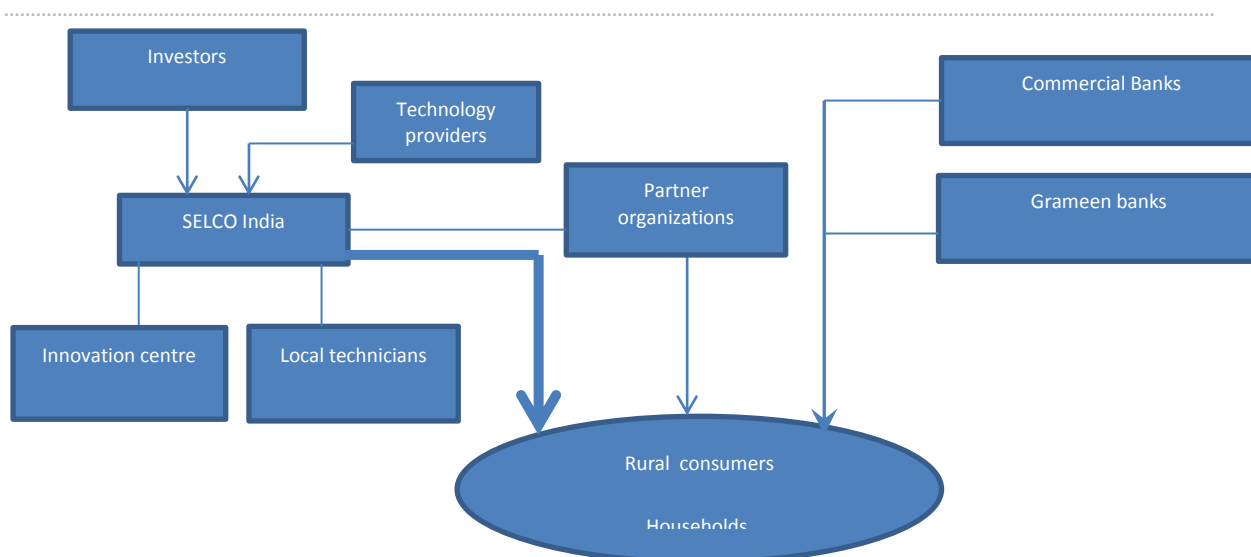 Investors
Technology
providers
Commercial Banks
Partner
organizations
Grameen banks
SELCO India
Innovation centre
Local technicians
Rural consumers
Households